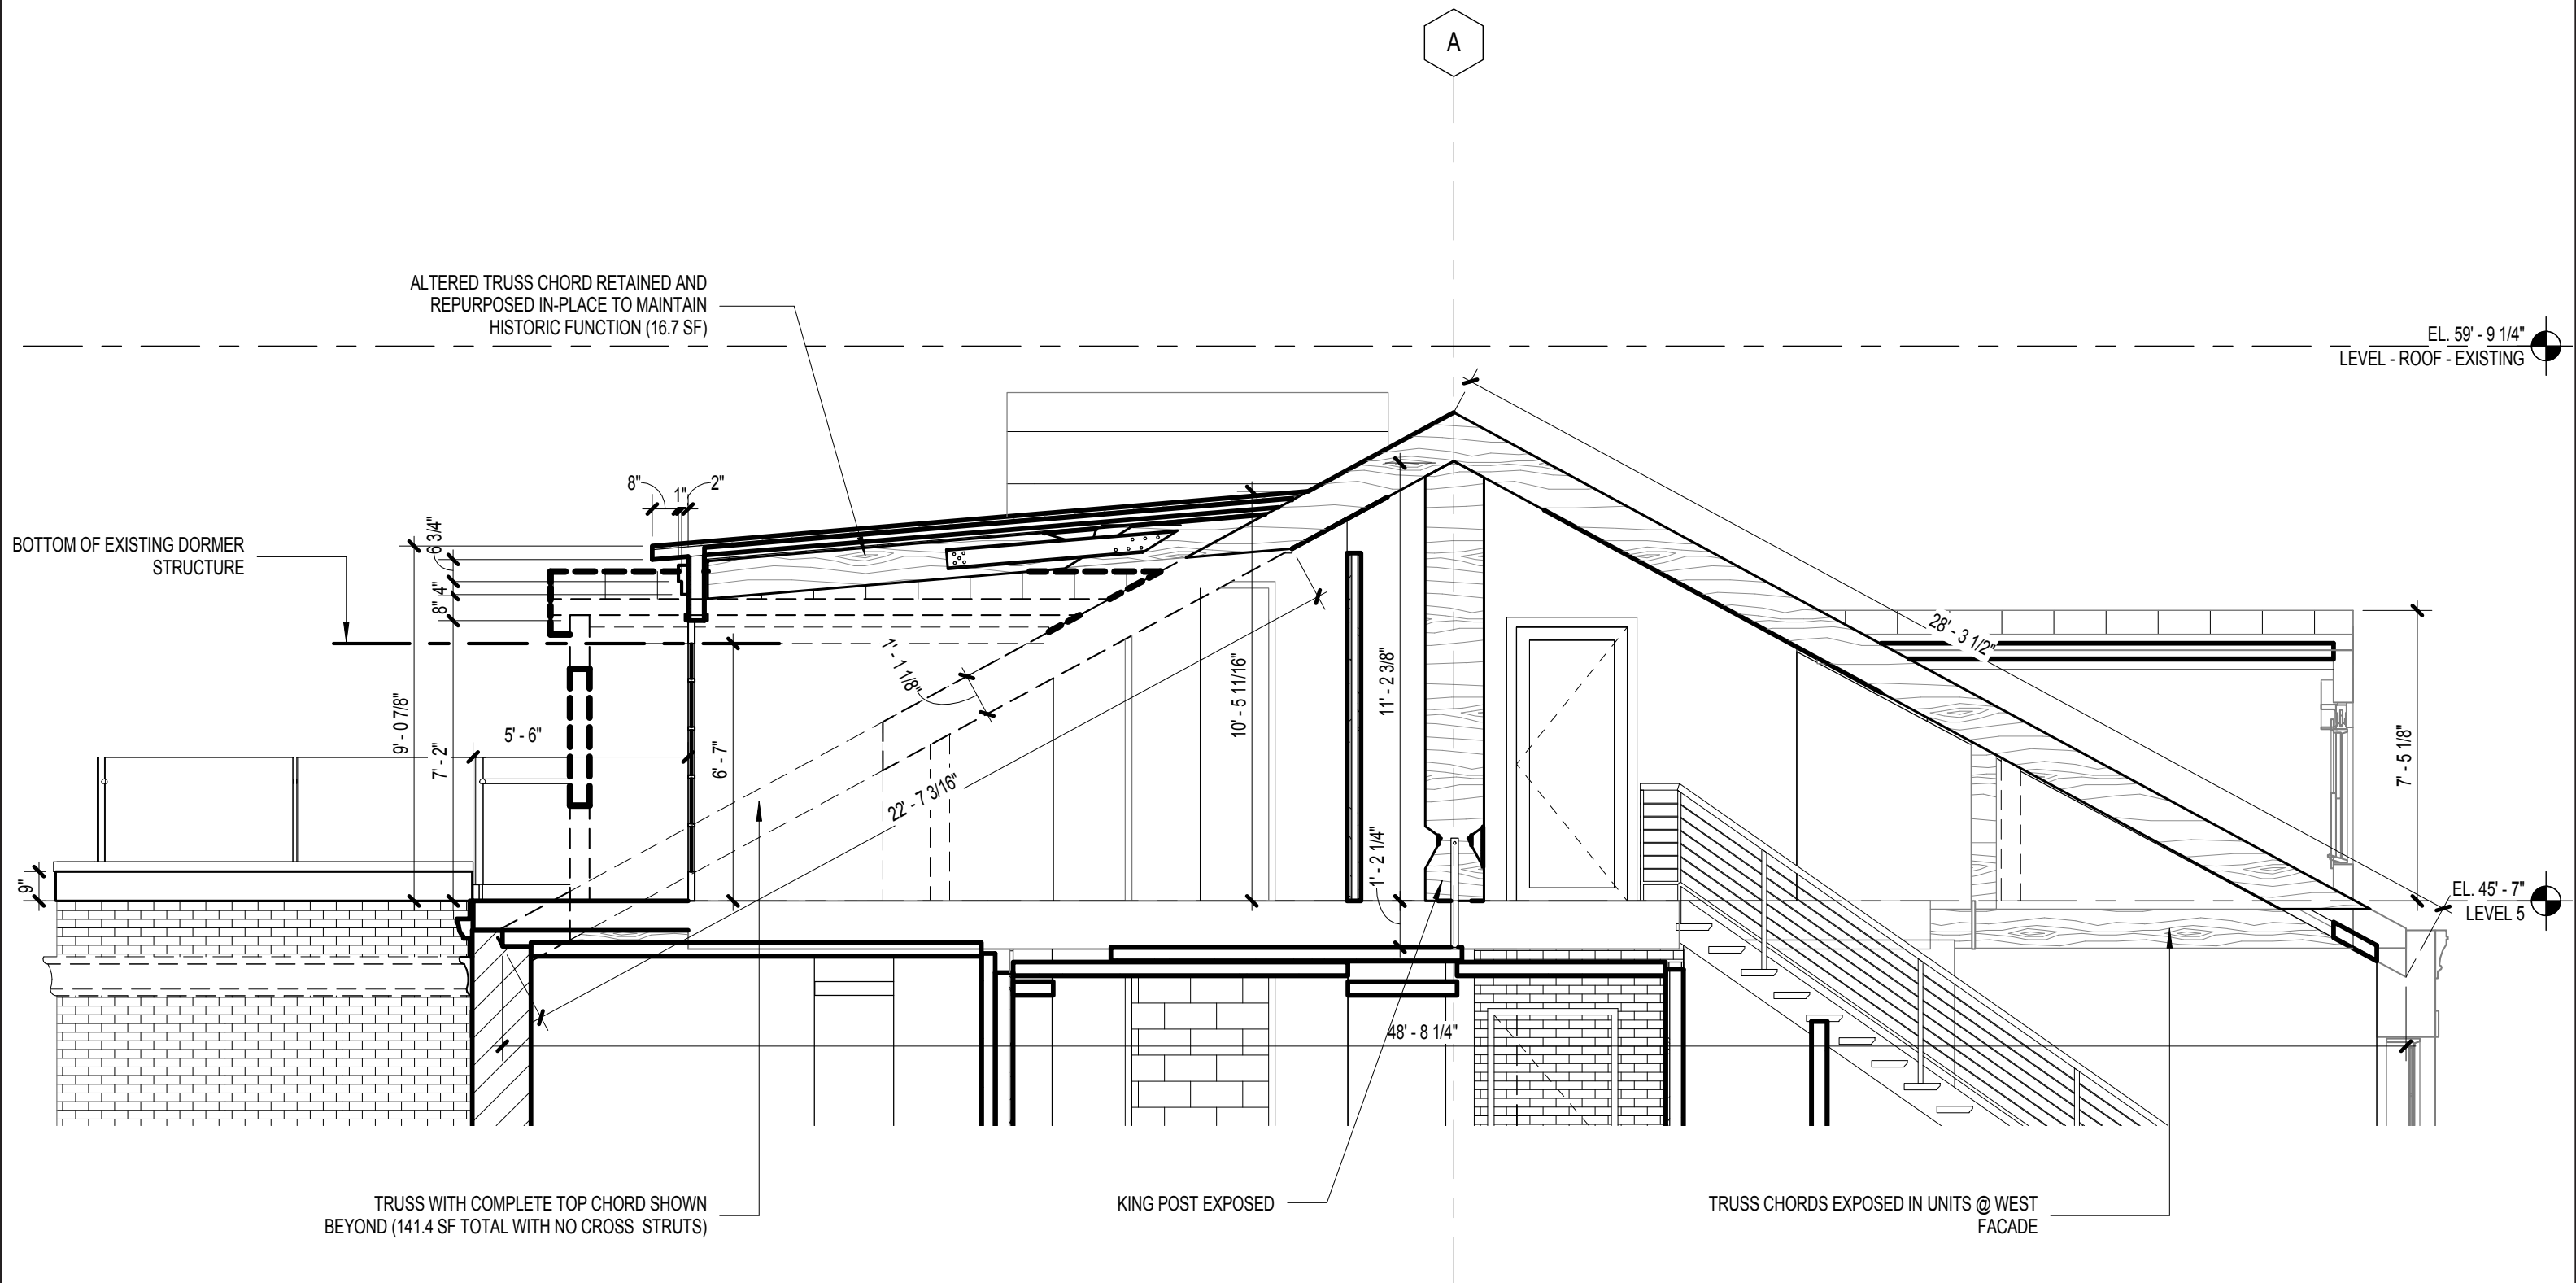 A
ALTERED TRUSS CHORD RETAINED AND
REPURPOSED IN-PLACE TO MAINTAIN
HISTORIC FUNCTION (16.7 SF)
EL. 59' - 9 1/4"
LEVEL - ROOF - EXISTING
8"
1"
2"
6 3/4"
BOTTOM OF EXISTING DORMER
STRUCTURE
4"
8"
28' - 3 1/2"
1' - 1 1/8"
10' - 5 11/16"
11' - 2 3/8"
9' - 0 7/8"
7' - 2"
5' - 6"
6' - 7"
22' - 7 3/16"
7' - 5 1/8"
1' - 2 1/4"
9"
EL. 45' - 7"
LEVEL 5
48' - 8 1/4"
TRUSS WITH COMPLETE TOP CHORD SHOWN
BEYOND (141.4 SF TOTAL WITH NO CROSS STRUTS)
KING POST EXPOSED
TRUSS CHORDS EXPOSED IN UNITS @ WEST
FACADE